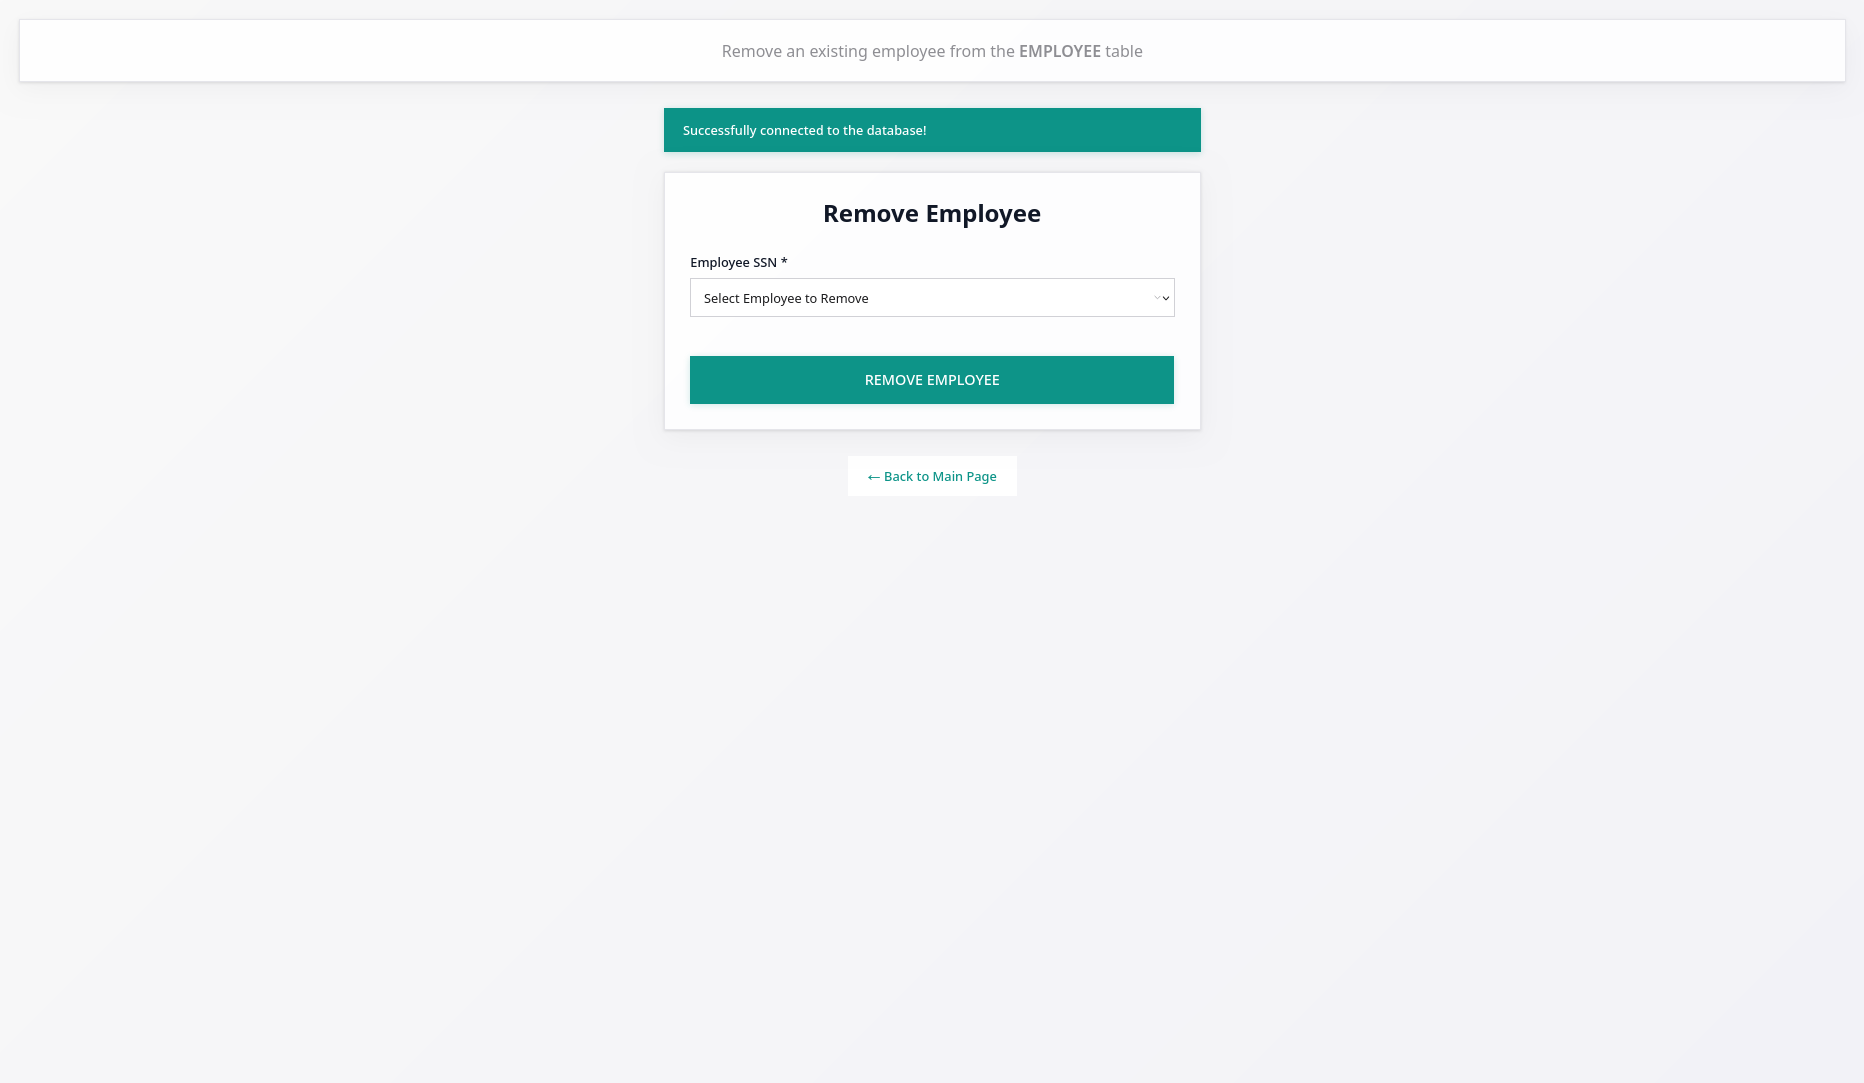 Remove an existing employee from the EMPLOYEE table
Successfully connected to the database!
Remove Employee
Employee SSN *
Select Employee to Remove
REMOVE EMPLOYEE
← Back to Main Page